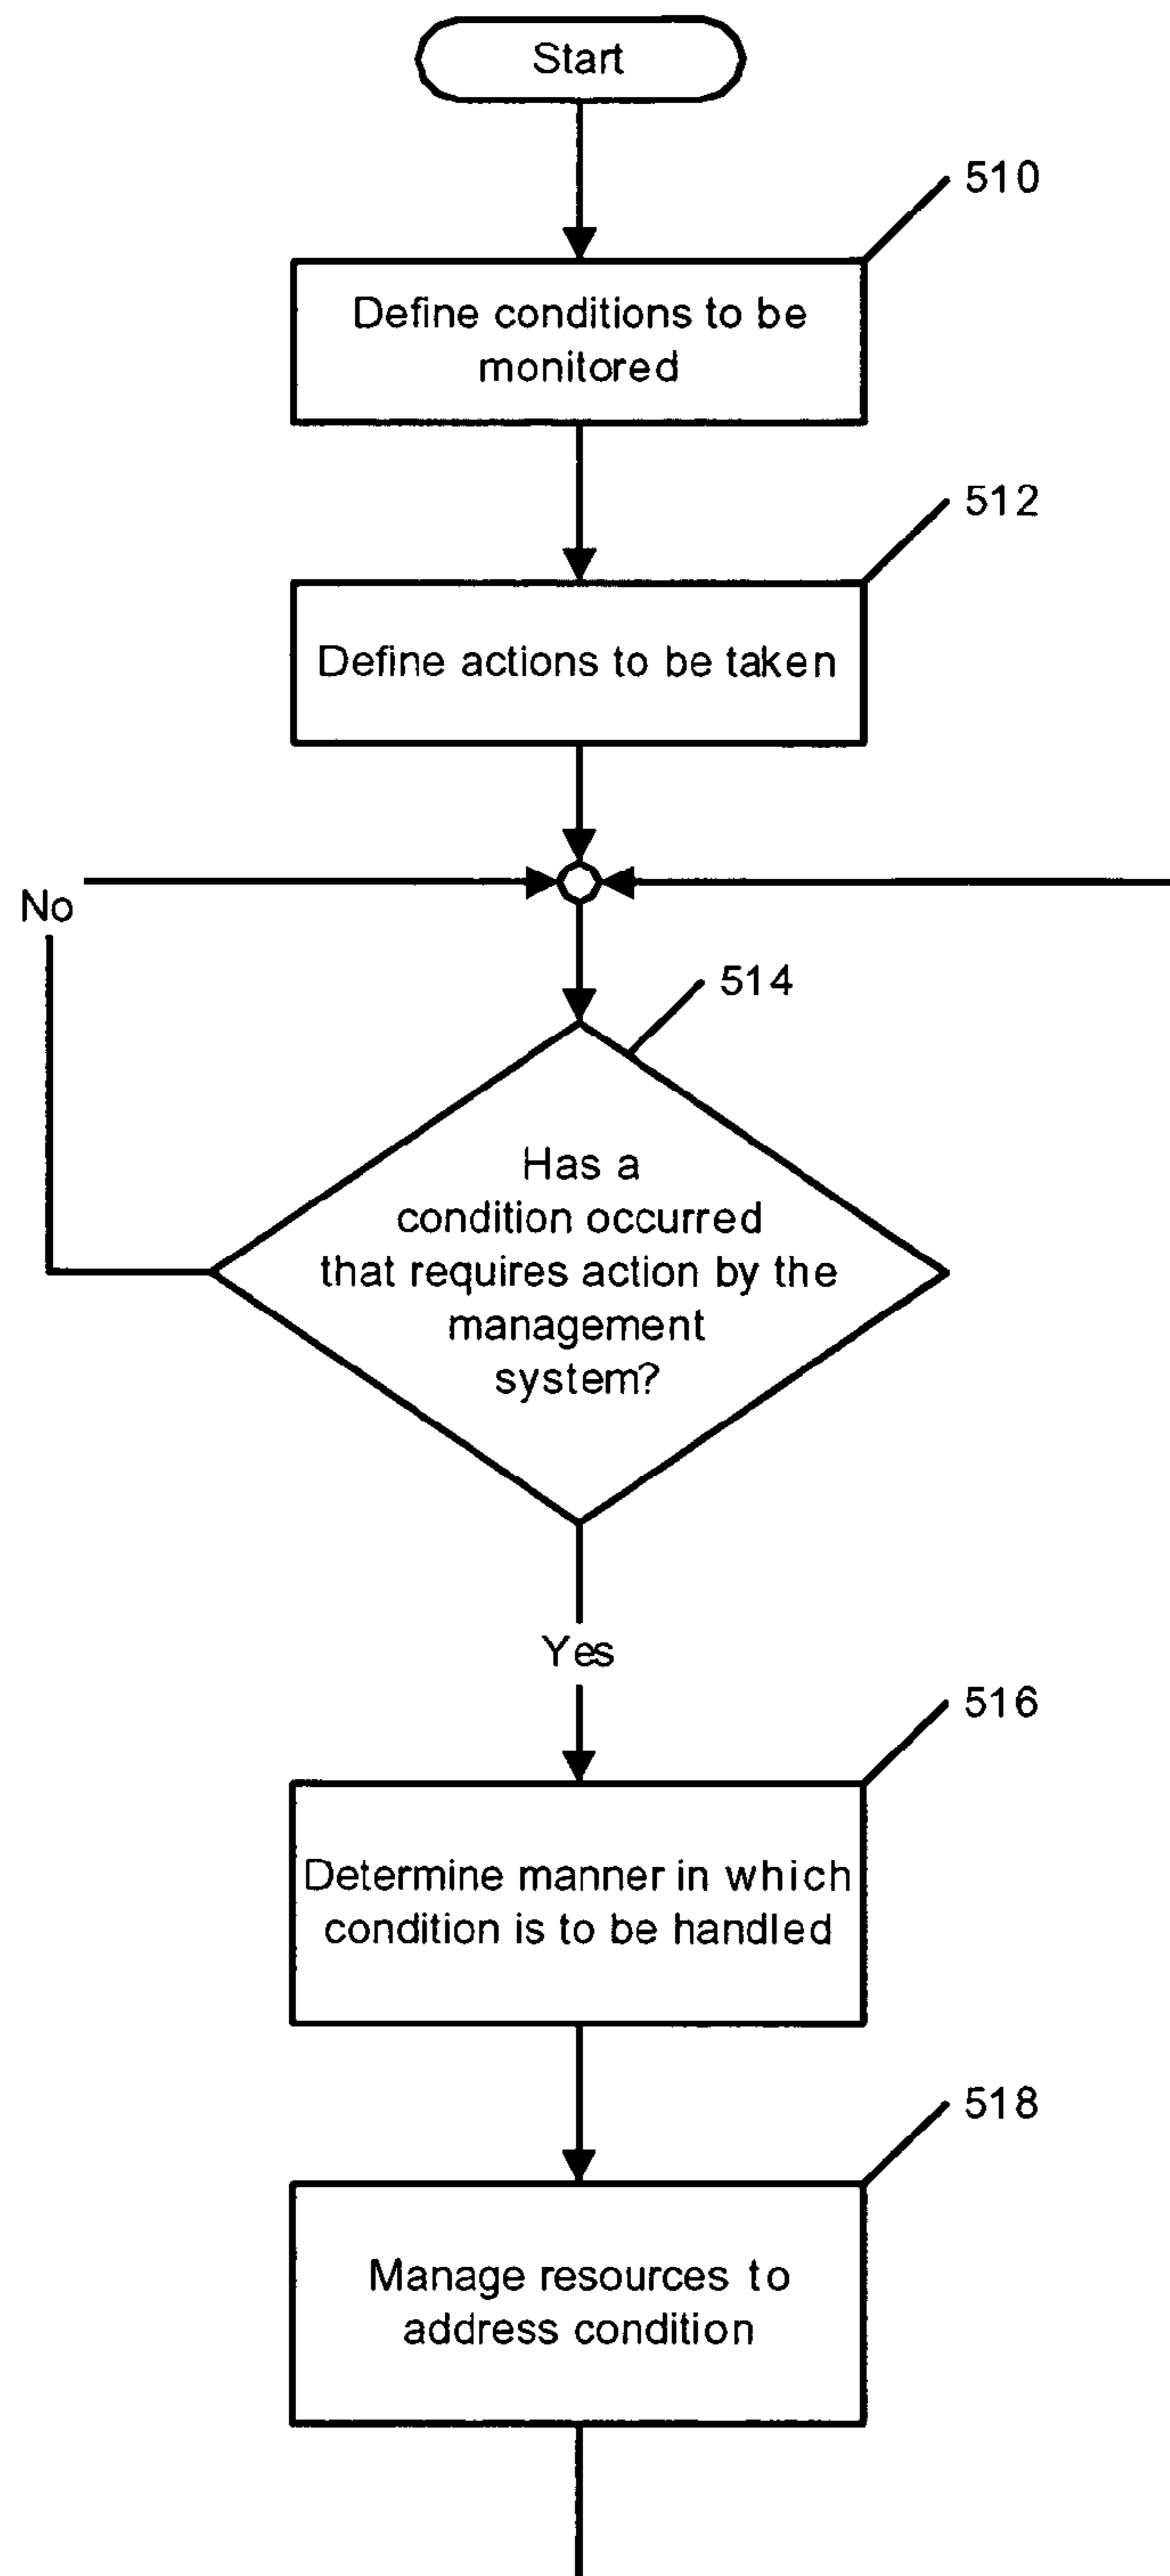 Start
510
Define conditions to be
monitored
512
Define actions to be taken
No
514
Has a
condition occurred
that requires action by the
management
system?
Yes
516
Determine manner in which
condition is to be handled
518
Manage resources to
address condition